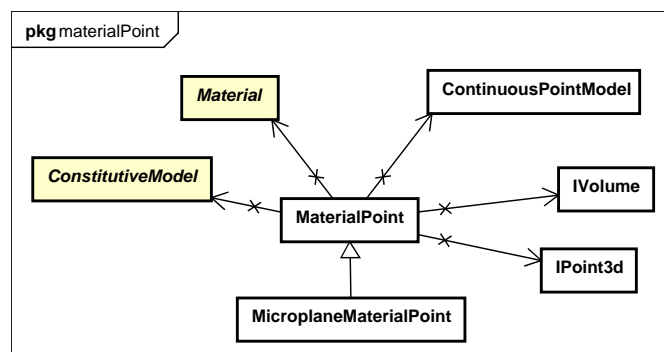 pkg materialPoint
Material
ContinuousPointModel
ConstitutiveModel
IVolume
MaterialPoint
IPoint3d
MicroplaneMaterialPoint